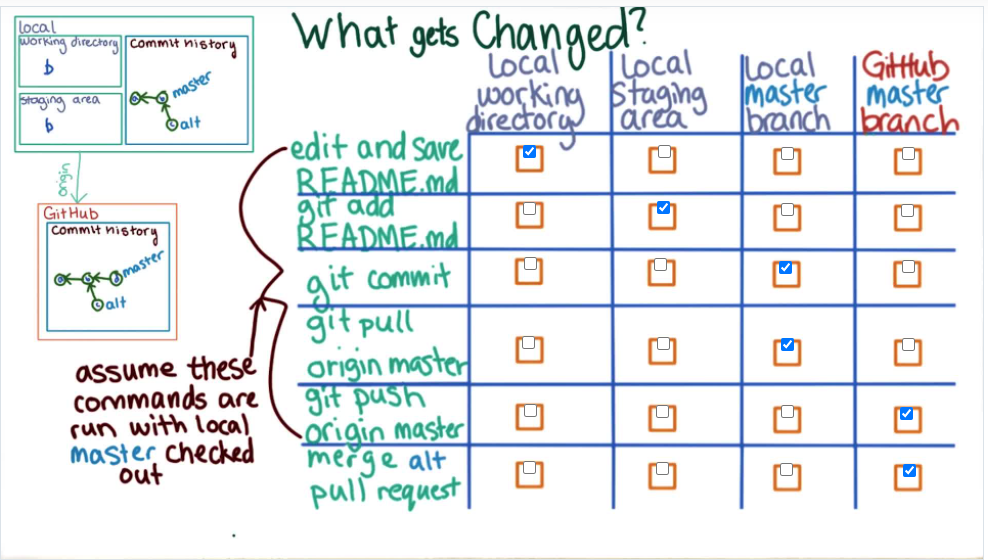 What gets Changed?
local
working directory
b
staging area
b
commit history
a b master
c alt
origin
GitHub
commit history
a b d master
c alt
assume these
commands are
run with local
master checked
out
Local
working
directory
Local
Staging
area
Local
master
branch
GitHub
master
branch
edit and save
README.md
git add
README.md
git commit
git pull
origin master
git push
origin master
merge alt
pull request